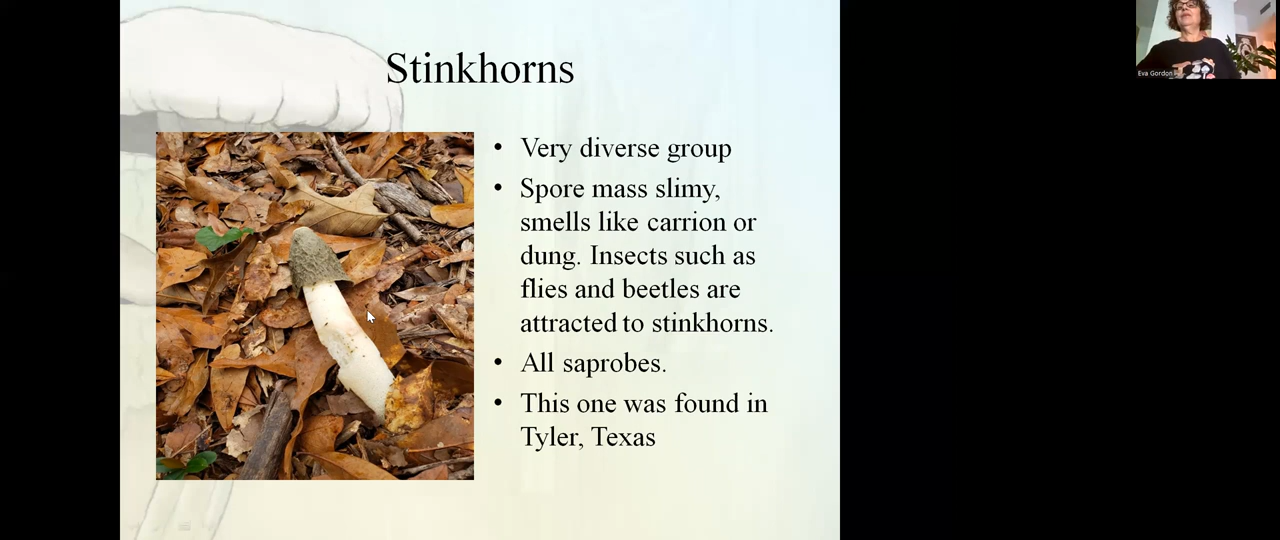 Stinkhorns
• Very diverse group
• Spore mass slimy,
smells like carrion or
dung. Insects such as
flies and beetles are
attracted to stinkhorns.
• All saprobes.
• This one was found in
Tyler, Texas
Eva Gordon